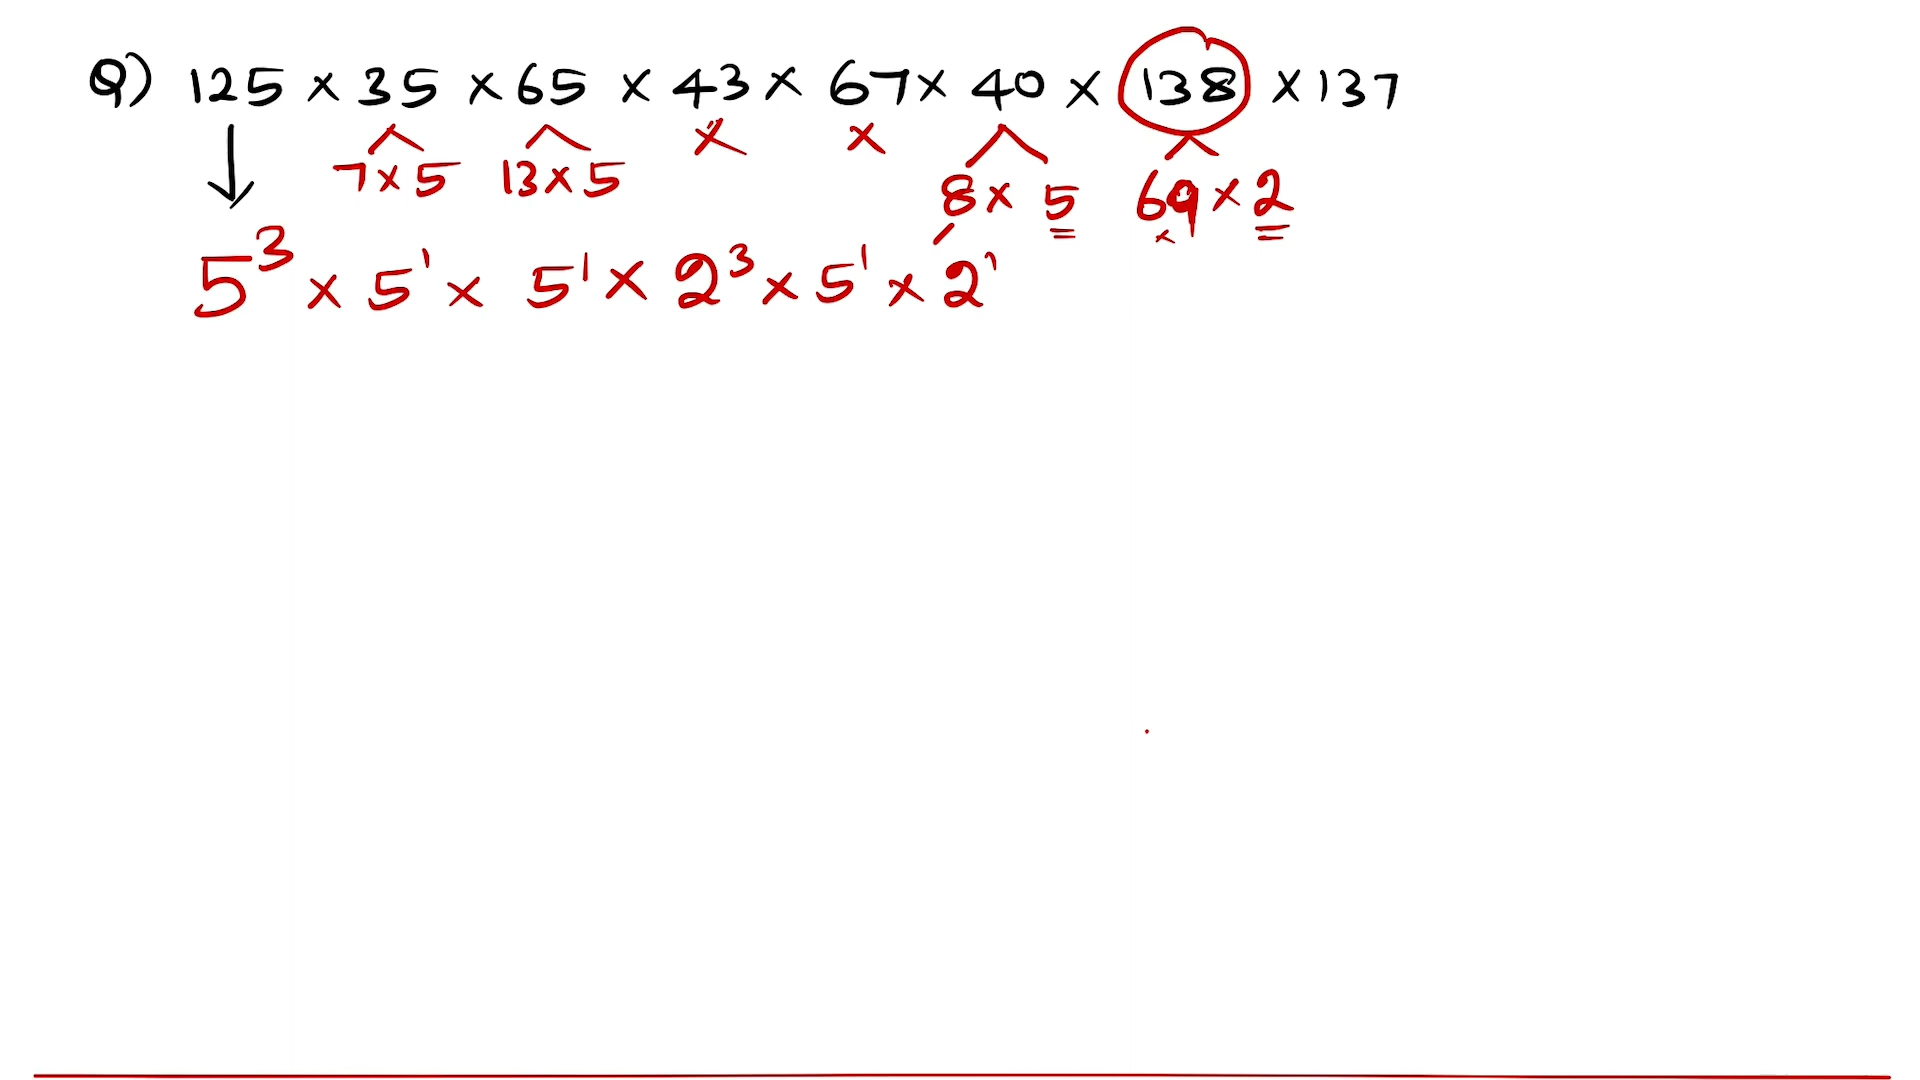 Q) 125 × 35 × 65 × 43 × 67 × 40 × 138 × 137
7 × 5 13 × 5 × × 8 × 5 69 × 2
×
5³ × 5¹ × 5¹ × 2³ × 5¹ × 2¹